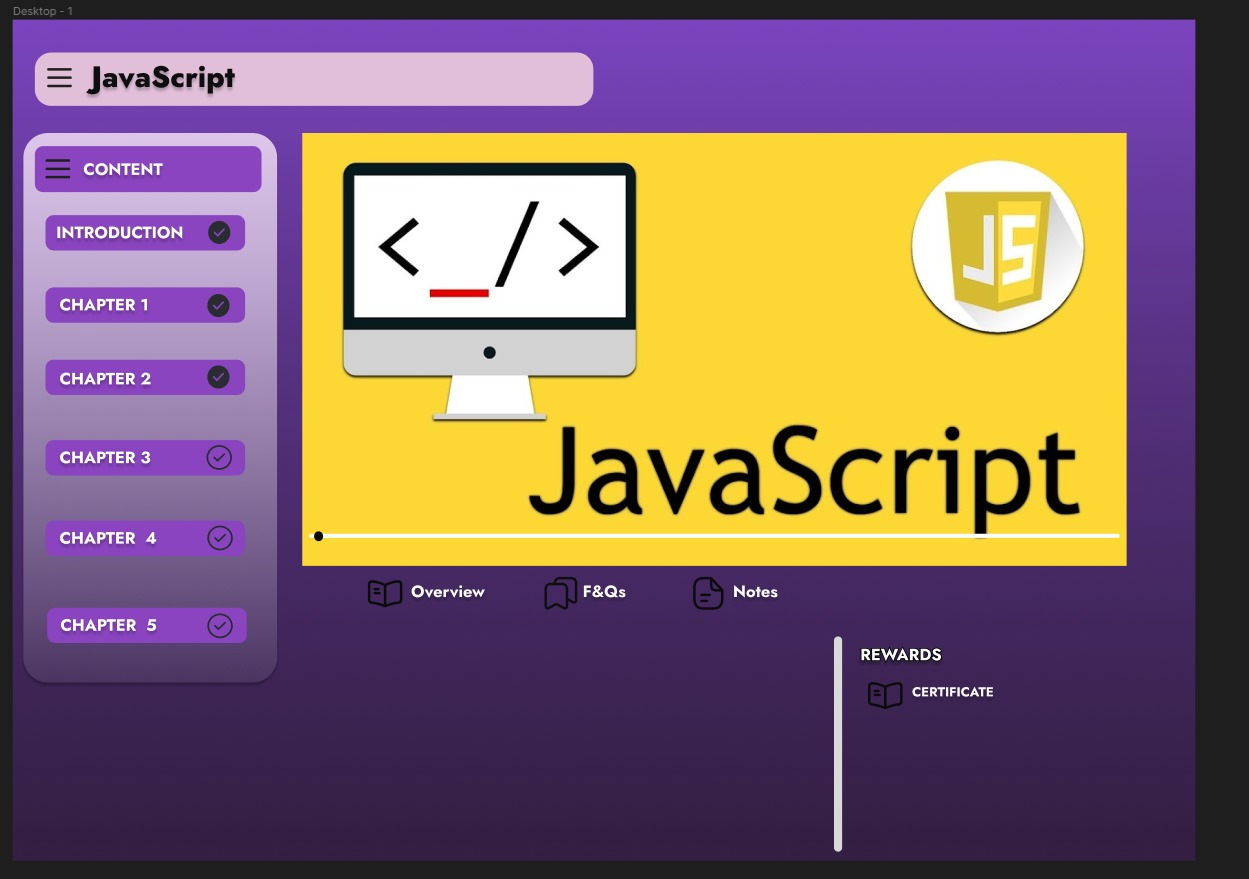 Desktop - 1
JavaScript
CONTENT
INTRODUCTION
CHAPTER 1
CHAPTER 2
CHAPTER 3
CHAPTER 4
CHAPTER 5
<_/>
JS
JavaScript
Overview
F&Qs
Notes
REWARDS
CERTIFICATE